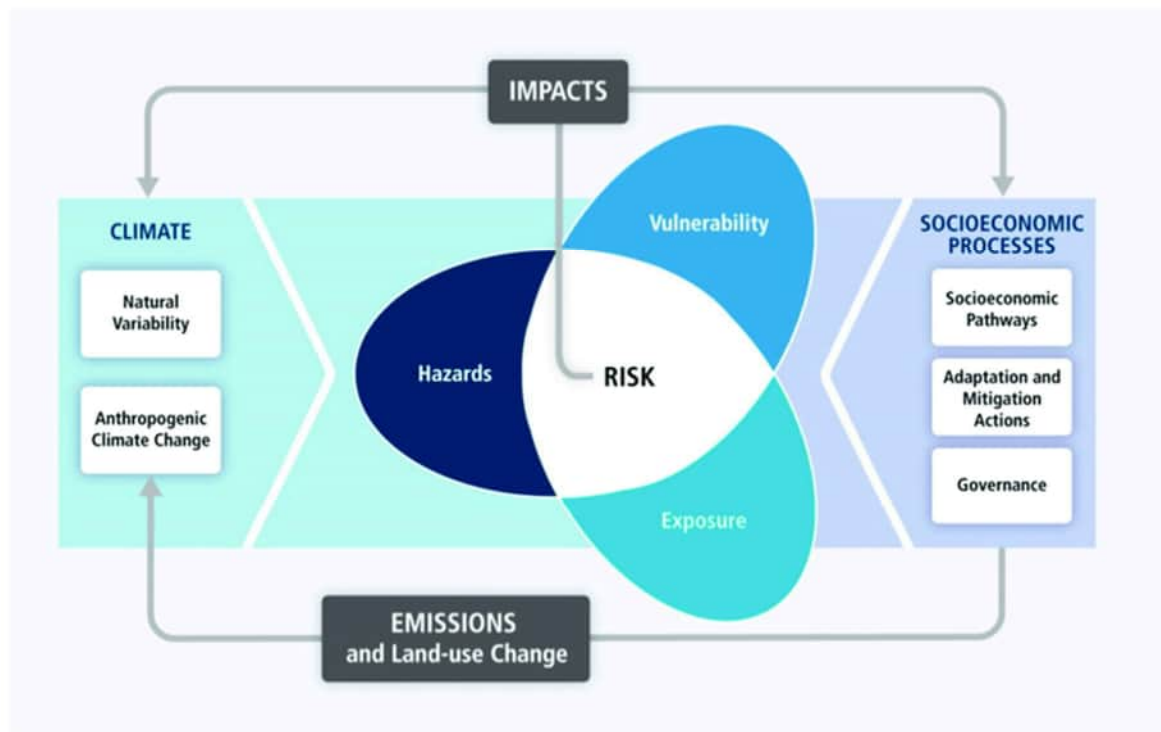 IMPACTS
CLIMATE
Natural
Variability
Anthropogenic
Climate Change
Vulnerability
Hazards
RISK
Exposure
SOCIOECONOMIC
PROCESSES
Socioeconomic
Pathways
Adaptation and
Mitigation
Actions
Governance
EMISSIONS
and Land-use Change